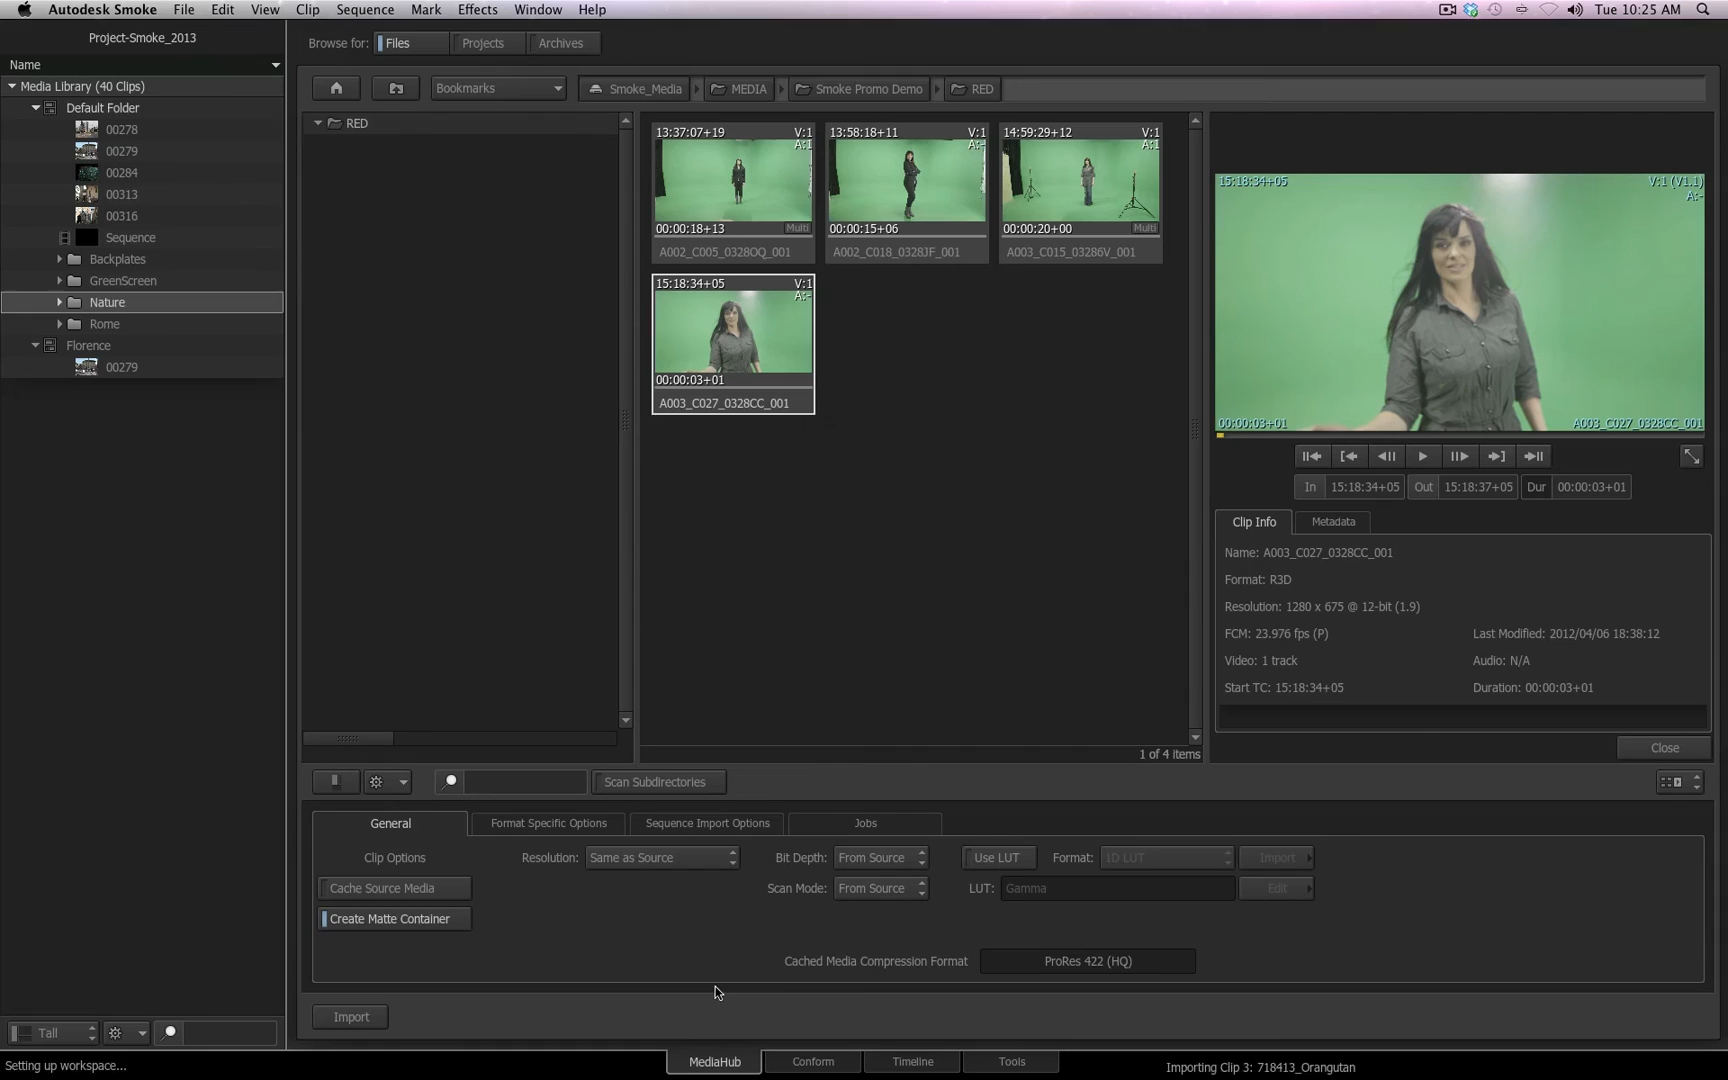 Autodesk Smoke File Edit View Clip Sequence Mark Effects Window Help Tue 10:25 AM
Project-Smoke_2013
Name
Media Library (40 Clips)
Default Folder
00278
00279
00284
00313
00316
Sequence
Backplates
GreenScreen
Nature
Rome
Florence
00279
Tall
Setting up workspace...
Browse for: Files Projects Archives
Bookmarks Smoke_Media MEDIA Smoke Promo Demo RED
RED
13:37:07+19 V:1
A:1
00:00:18+13 Multi
A002_C005_0328OQ_001
13:58:18+11 V:1
A:-
00:00:15+06
A002_C018_0328JF_001
14:59:29+12 V:1
A:1
00:00:20+00 Multi
A003_C015_03286V_001
15:18:34+05 V:1
A:-
00:00:03+01
A003_C027_0328CC_001
1 of 4 items
15:18:34+05 V:1 (V1.1)
A:-
00:00:03+01 A003_C027_0328CC_001
In 15:18:34+05 Out 15:18:37+05 Dur 00:00:03+01
Clip Info Metadata
Name: A003_C027_0328CC_001
Format: R3D
Resolution: 1280 x 675 @ 12-bit (1.9)
FCM: 23.976 fps (P) Last Modified: 2012/04/06 18:38:12
Video: 1 track Audio: N/A
Start TC: 15:18:34+05 Duration: 00:00:03+01
Close
Scan Subdirectories
General Format Specific Options Sequence Import Options Jobs
Clip Options Resolution: Same as Source Bit Depth: From Source Use LUT Format: 1D LUT Import
Cache Source Media Scan Mode: From Source LUT: Gamma Edit
Create Matte Container
Cached Media Compression Format ProRes 422 (HQ)
Import
MediaHub Conform Timeline Tools
Importing Clip 3: 718413_Orangutan